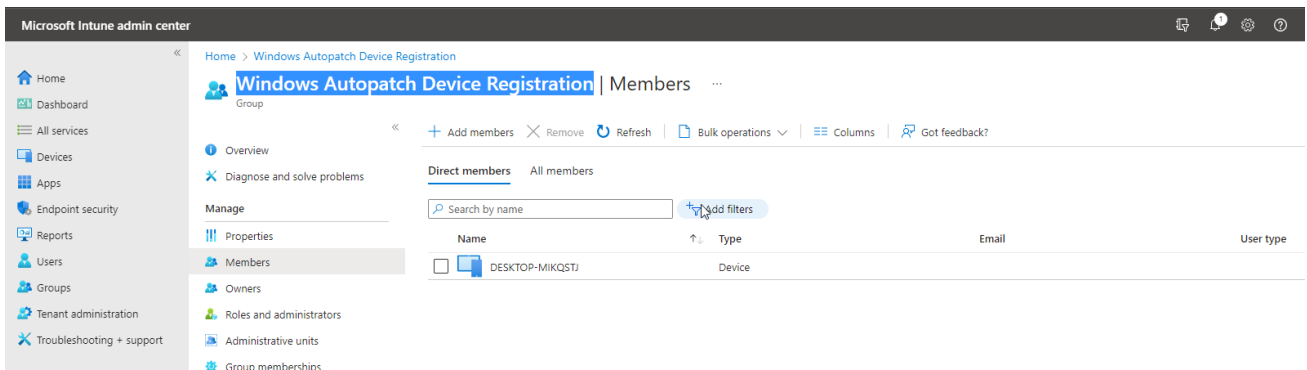 Microsoft Intune admin center
1
Home
Dashboard
All services
Devices
Apps
Endpoint security
Reports
Users
Groups
Tenant administration
Troubleshooting + support
Home > Windows Autopatch Device Registration
Windows Autopatch Device Registration | Members ...
Group
Overview
Diagnose and solve problems
Manage
Properties
Members
Owners
Roles and administrators
Administrative units
Group memberships
Add members Remove Refresh Bulk operations Columns Got feedback?
Direct members All members
Search by name Add filters
Name Type Email User type
DESKTOP-MIKQSTJ Device